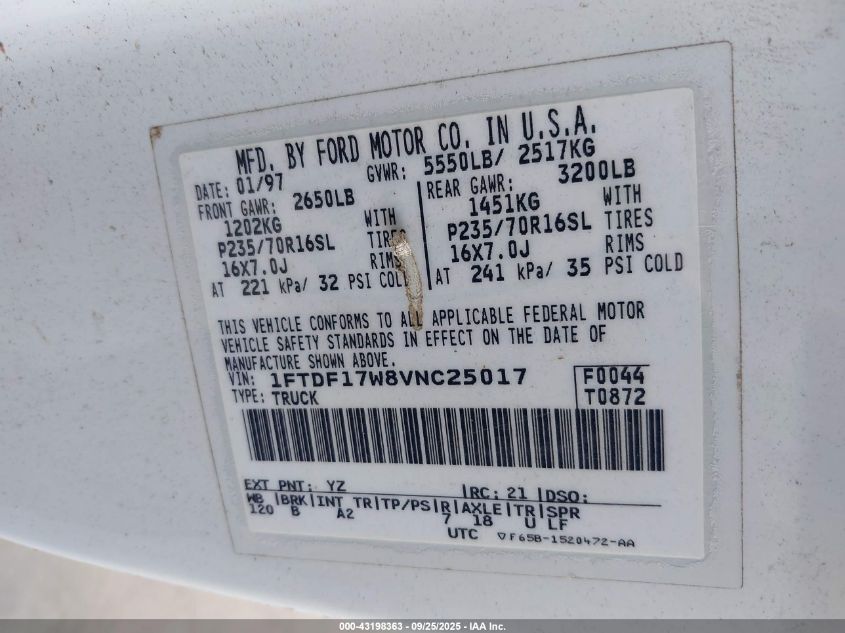 MFD. BY FORD MOTOR CO. IN U.S.A.
DATE: 01/97 GVWR: 5550LB/ 2517KG
FRONT GAWR: 2650LB REAR GAWR: 3200LB
1202KG WITH 1451KG WITH
P235/70R16SL TIRES P235/70R16SL TIRES
16X7.0J RIMS 16X7.0J RIMS
AT 221 kPa/ 32 PSI COLD AT 241 kPa/ 35 PSI COLD
THIS VEHICLE CONFORMS TO ALL APPLICABLE FEDERAL MOTOR
VEHICLE SAFETY STANDARDS IN EFFECT ON THE DATE OF
MANUFACTURE SHOWN ABOVE.
VIN: 1FTDF17W8VNC25017 F0044
TYPE: TRUCK T0872
EXT PNT: YZ RC: 21 DSO:
WB BRK INT TR TP/PS R AXLE TR SPR
120 B A2 7 18 U LF
UTC ▽F65B-1520472-AA
000-43198363 - 09/25/2025 - IAA Inc.